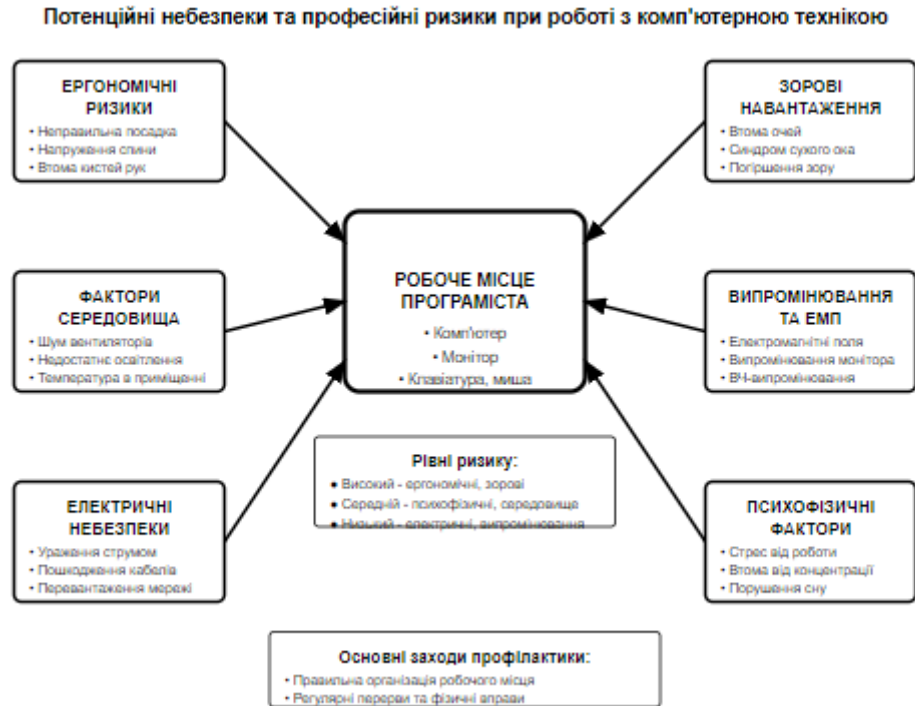 Потенційні небезпеки та професійні ризики при роботі з комп'ютерною технікою
ЕРГОНОМІЧНІ
РИЗИКИ
• Неправильна посадка
• Напруження спини
• Втома кистей рук
ЗОРОВІ
НАВАНТАЖЕННЯ
• Втома очей
• Синдром сухого ока
• Погіршення зору
РОБОЧЕ МІСЦЕ
ПРОГРАМІСТА
• Комп'ютер
• Монітор
• Клавіатура, миша
ФАКТОРИ
СЕРЕДОВИЩА
• Шум вентиляторів
• Недостатнє освітлення
• Температура в приміщенні
ВИПРОМІНЮВАННЯ
ТА ЕМП
• Електромагнітні поля
• Випромінювання монітора
• ВЧ-випромінювання
Рівні ризику:
● Високий - ергономічні, зорові
● Середній - психофізичні, середовище
● Низький - електричні, випромінювання
ЕЛЕКТРИЧНІ
НЕБЕЗПЕКИ
• Ураження струмом
• Пошкодження кабелів
• Перевантаження мережі
ПСИХОФІЗИЧНІ
ФАКТОРИ
• Стрес від роботи
• Втома від концентрації
• Порушення сну
Основні заходи профілактики:
• Правильна організація робочого місця
• Регулярні перерви та фізичні вправи